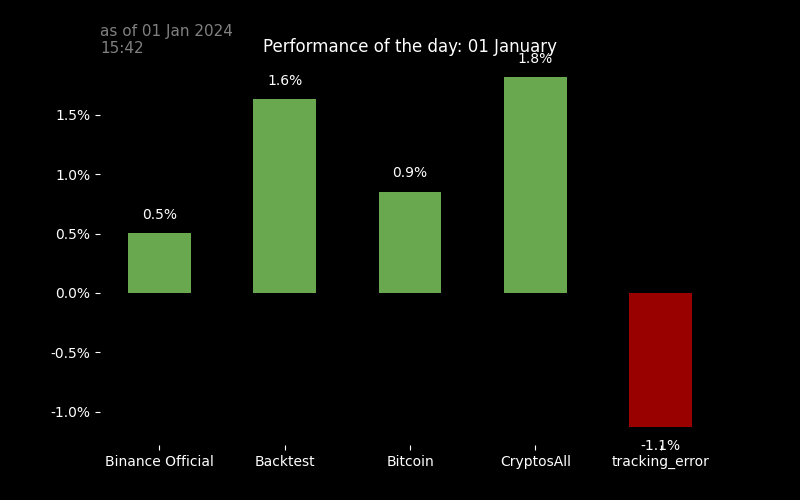 as of 01 Jan 2024
15:42
Performance of the day: 01 January
1.8%
1.6%
1.5%
1.0%
0.9%
0.5%
0.5%
0.0%
-0.5%
-1.0%
-1.1%
Binance Official
Backtest
Bitcoin
CryptosAll
tracking_error